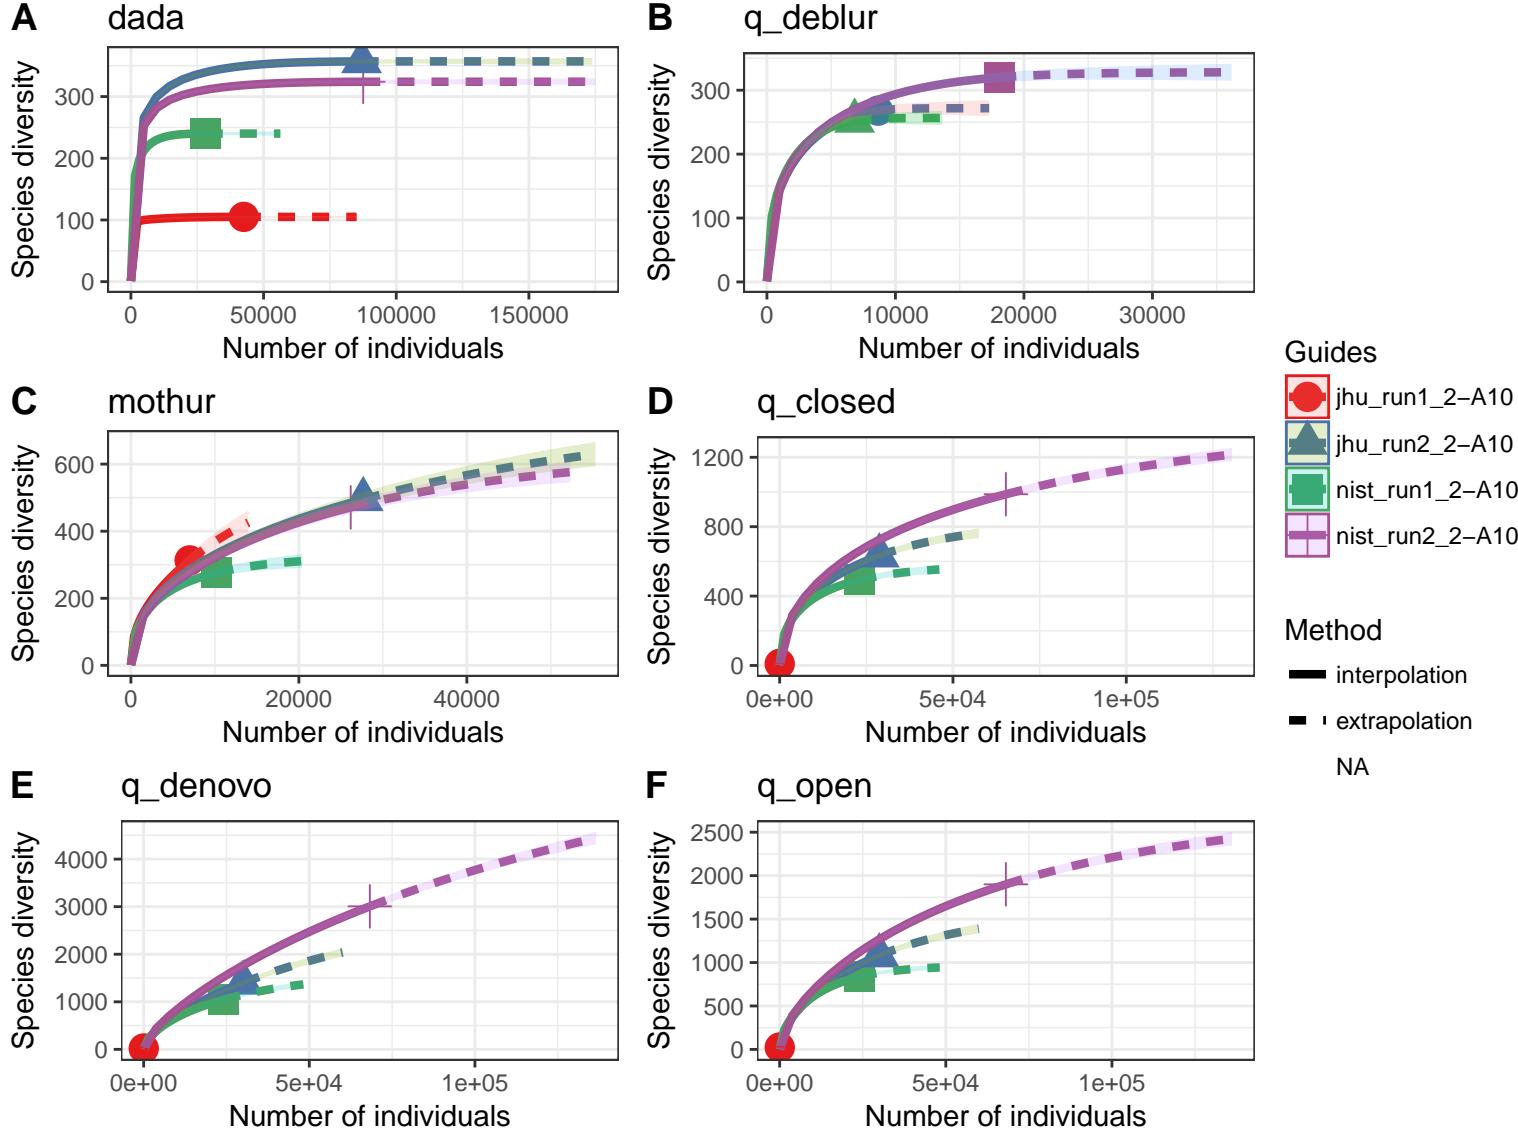 A dada
Species diversity
300
200
100
0
0 50000 100000 150000
Number of individuals
B q_deblur
Species diversity
300
200
100
0
0 10000 20000 30000
Number of individuals
C mothur
Species diversity
600
400
200
0
0 20000 40000
Number of individuals
D q_closed
Species diversity
1200
800
400
0
0e+00 5e+04 1e+05
Number of individuals
E q_denovo
Species diversity
4000
3000
2000
1000
0
0e+00 5e+04 1e+05
Number of individuals
F q_open
Species diversity
2500
2000
1500
1000
500
0
0e+00 5e+04 1e+05
Number of individuals
Guides
jhu_run1_2−A10
jhu_run2_2−A10
nist_run1_2−A10
nist_run2_2−A10
Method
interpolation
extrapolation
NA